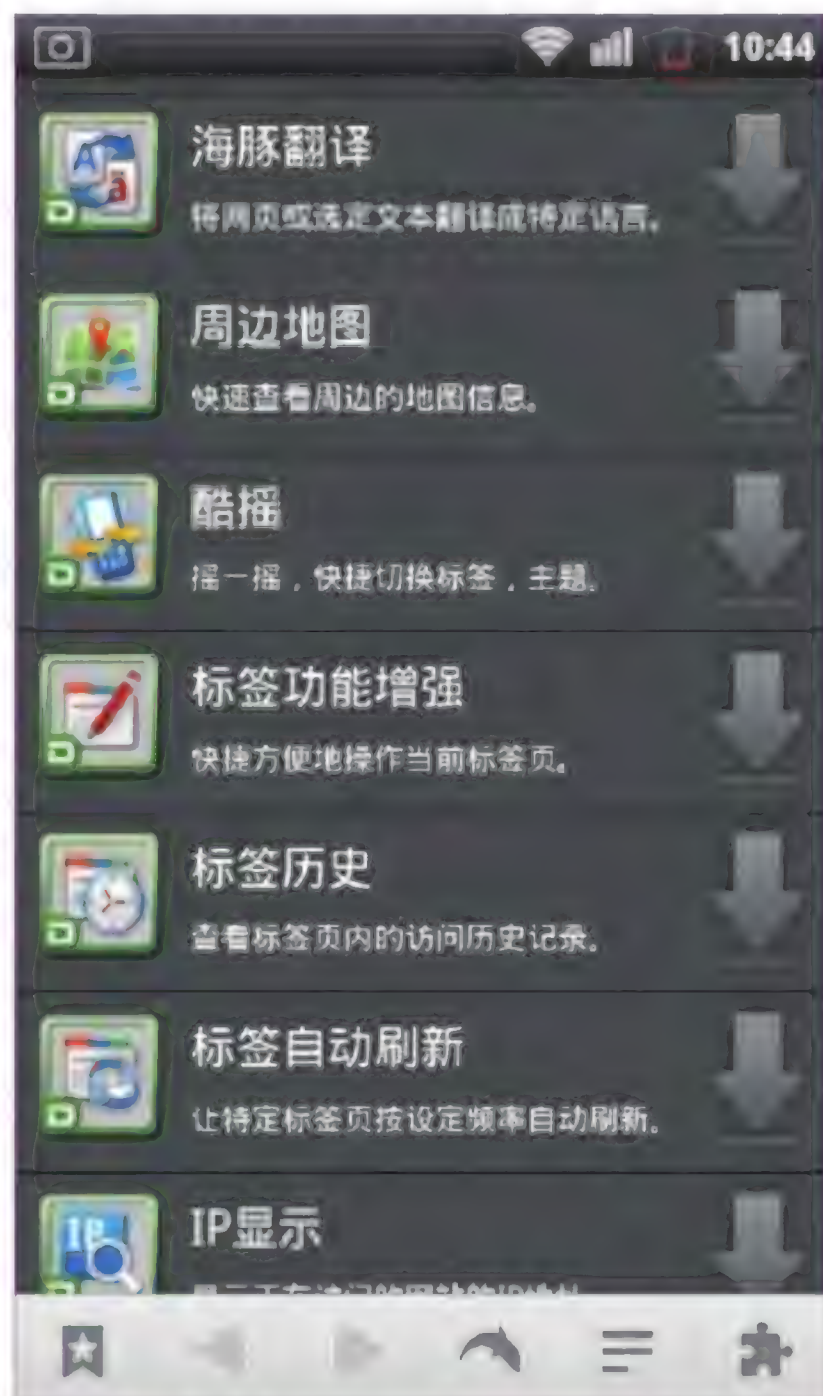 10:44
海豚翻译
将网页或选定文本翻译成特定语言。
周边地图
快速查看周边的地图信息。
酷摇
摇一摇，快捷切换标签，主题。
标签功能增强
快捷方便地操作当前标签页。
标签历史
查看标签页内的访问历史记录。
标签自动刷新
让特定标签页按设定频率自动刷新。
IP
IP显示